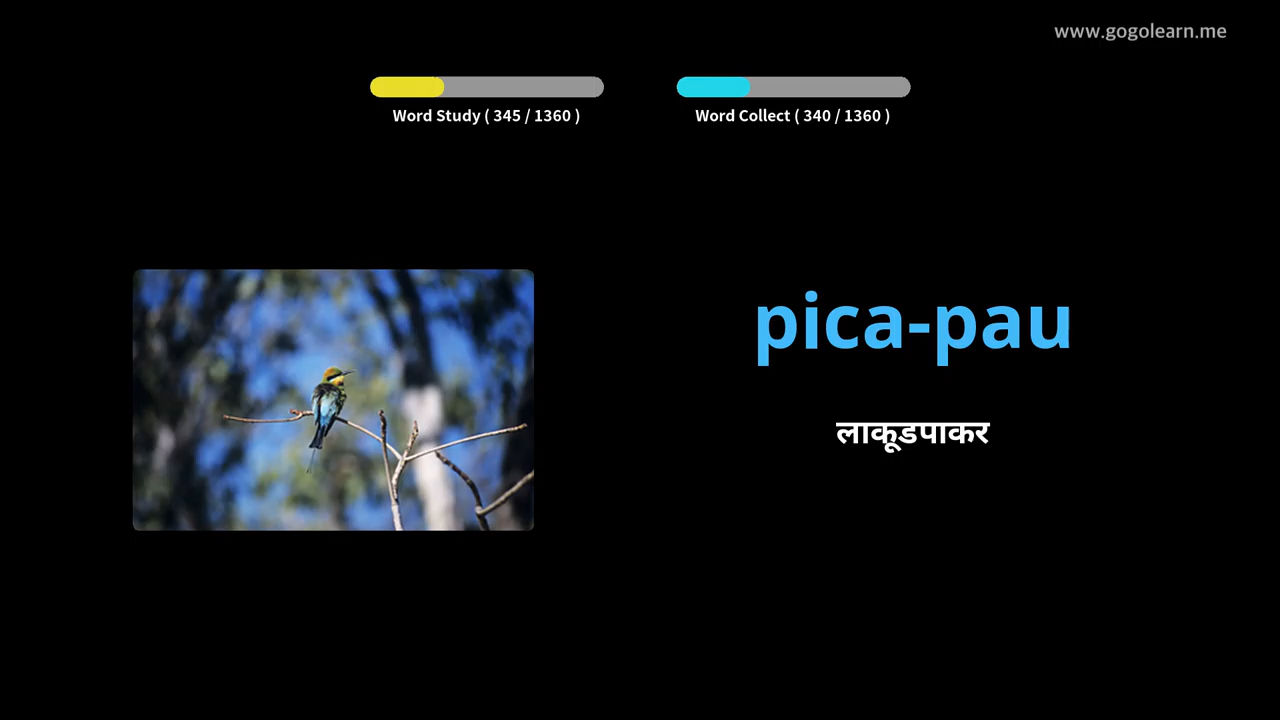 www.gogolearn.me
Word Study ( 345 / 1360 )
Word Collect ( 340 / 1360 )
pica-pau
लाकूडपाकर